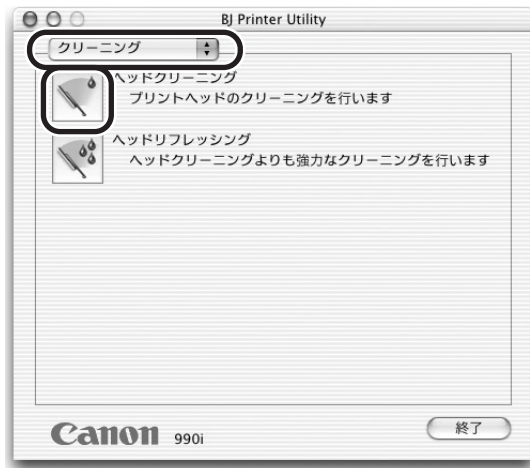 BJ Printer Utility
クリーニング
ヘッドクリーニング
プリントヘッドのクリーニングを行います
ヘッドリフレッシング
ヘッドクリーニングよりも強力なクリーニングを行います
Canon 990i
終了